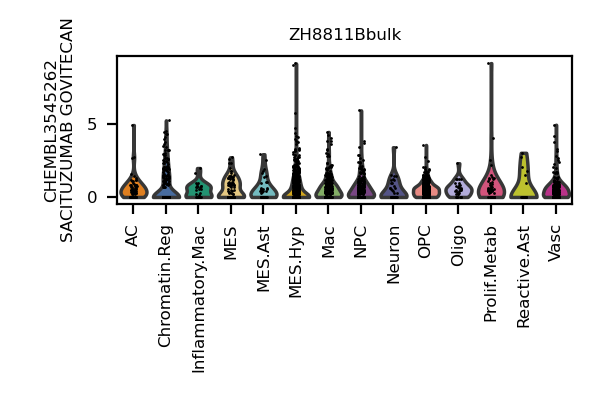 ZH8811Bbulk
CHEMBL3545262
SACITUZUMAB GOVITECAN
5
0
AC
Chromatin.Reg
Inflammatory.Mac
MES
MES.Ast
MES.Hyp
Mac
NPC
Neuron
OPC
Oligo
Prolif.Metab
Reactive.Ast
Vasc